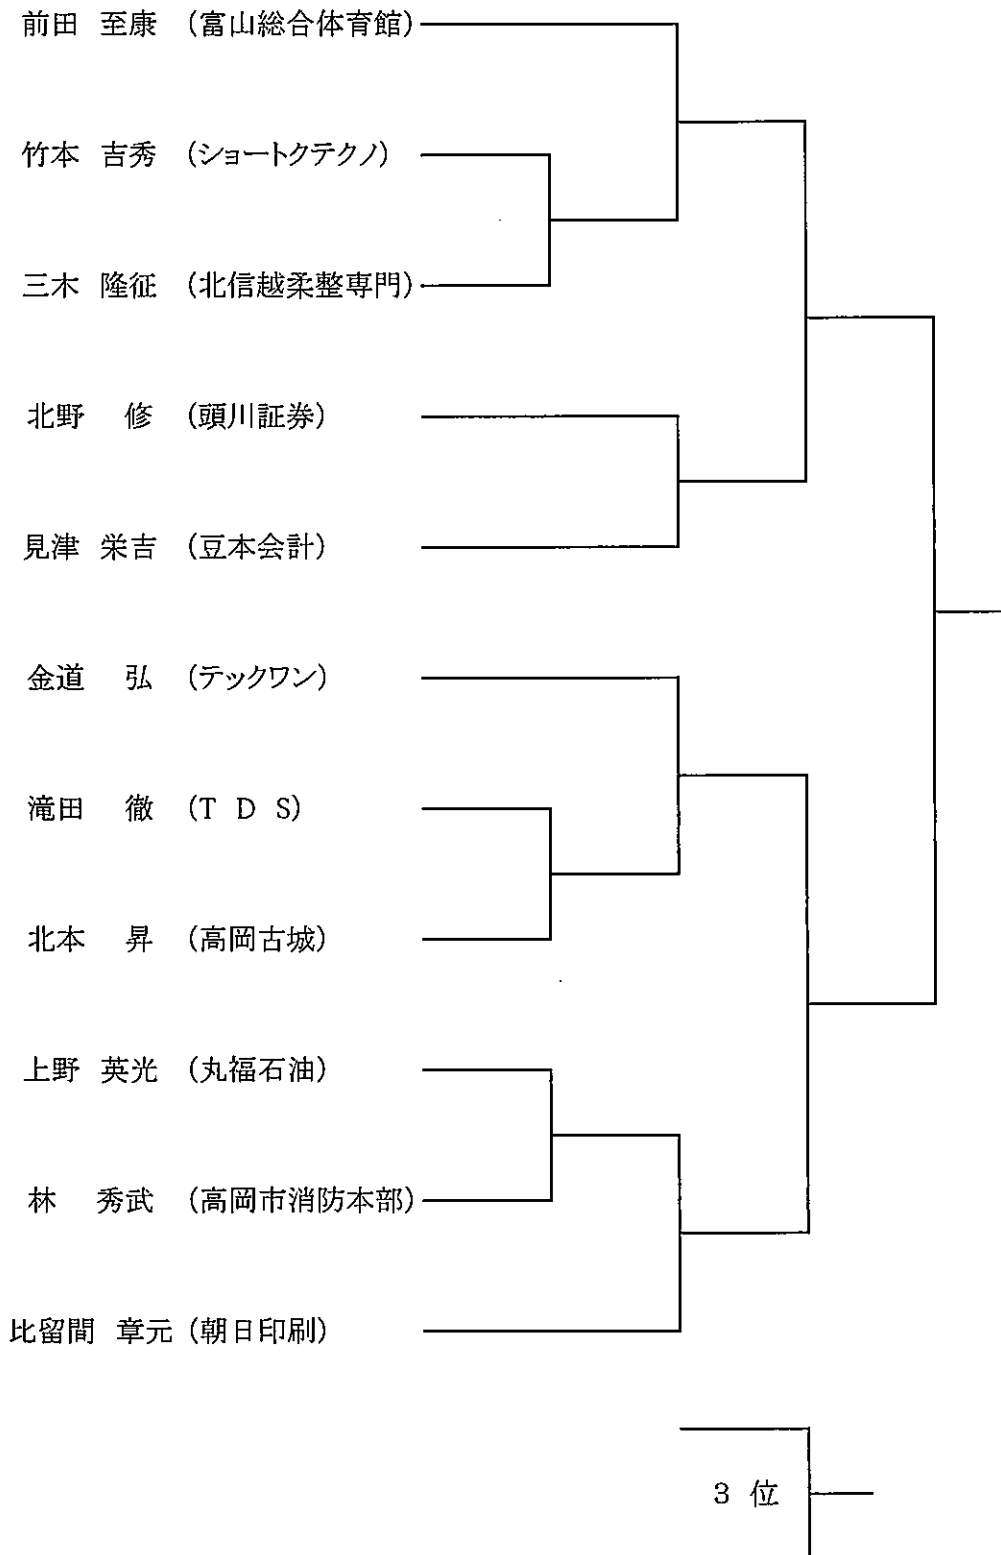 前田 至康 (富山総合体育館)
竹本 吉秀 (ショートクテクノ)
三木 隆征 (北信越柔整専門)
北野 修 (頭川証券)
見津 栄吉 (豆本会計)
金道 弘 (テックワン)
滝田 徹 (T D S)
北本 昇 (高岡古城)
上野 英光 (丸福石油)
林 秀武 (高岡市消防本部)
比留間 章元 (朝日印刷)
3 位